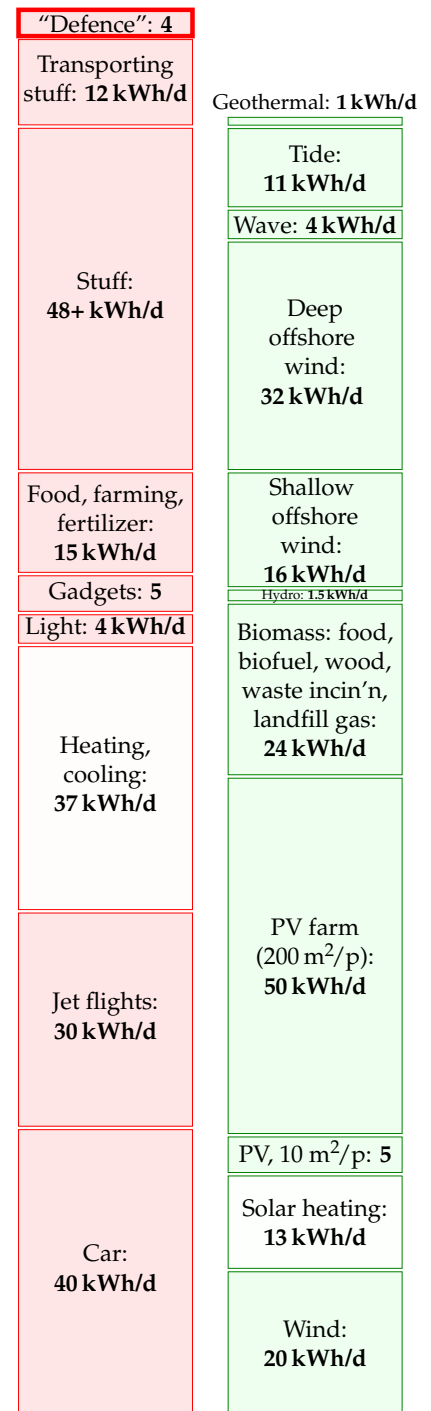 “Defence”: 4
Transporting
stuff: 12 kWh/d
Stuff:
48+ kWh/d
Food, farming,
fertilizer:
15 kWh/d
Gadgets: 5
Light: 4 kWh/d
Heating,
cooling:
37 kWh/d
Jet flights:
30 kWh/d
Car:
40 kWh/d
Geothermal: 1 kWh/d
Tide:
11 kWh/d
Wave: 4 kWh/d
Deep
offshore
wind:
32 kWh/d
Shallow
offshore
wind:
16 kWh/d
Hydro: 1.5 kWh/d
Biomass: food,
biofuel, wood,
waste incin’n,
landfill gas:
24 kWh/d
PV farm
(200 m²/p):
50 kWh/d
PV, 10 m²/p: 5
Solar heating:
13 kWh/d
Wind:
20 kWh/d